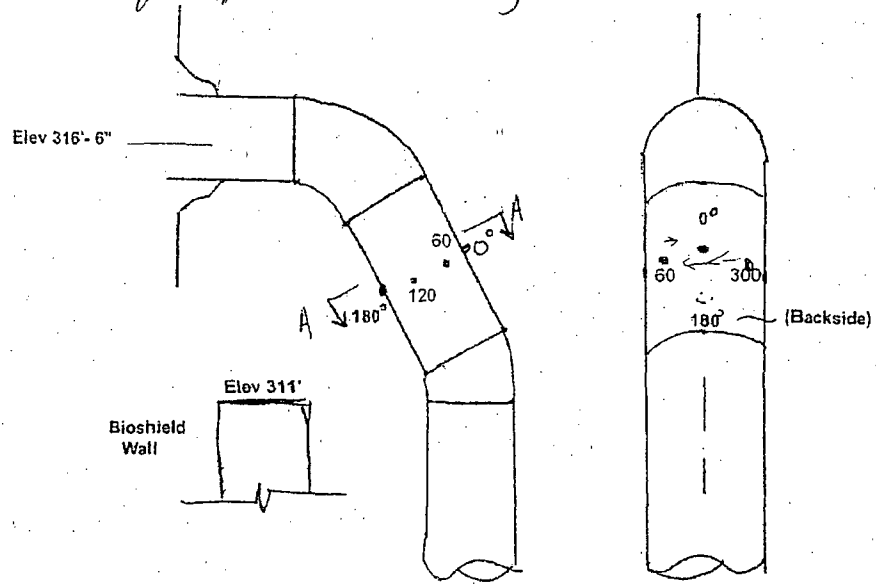 Elev 316'- 6"
A
60
0°
120
180°
A
Elev 311'
Bioshield
Wall
0°
60
300
180°
(Backside)